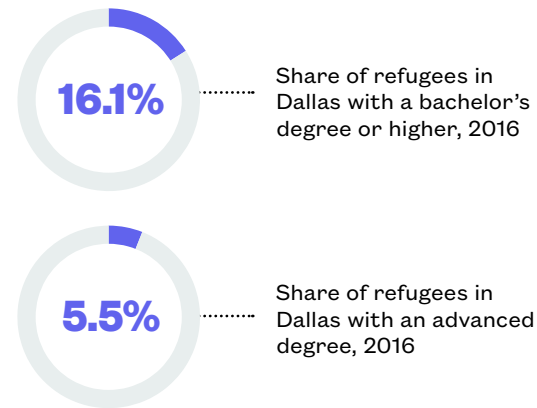 16.1%
Share of refugees in
Dallas with a bachelor’s
degree or higher, 2016
5.5%
Share of refugees in
Dallas with an advanced
degree, 2016